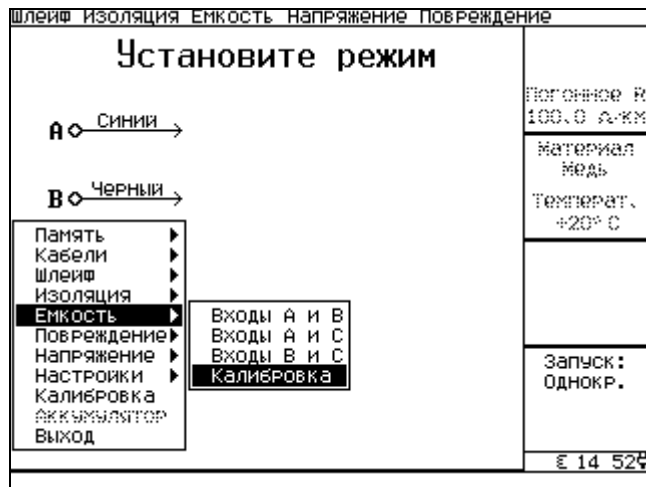 Шлейф Изоляция Емкость Напряжение Повреждение
Установите режим
A Синий
B Черный
Погонное R
100.0 Ω/км
Материал
Медь
Температ.
+20° C
Память
Кабели
Шлейф
Изоляция
Емкость
Повреждение
Напряжение
Настройки
Калибровка
Аккумулятор
Выход
Входы А и В
Входы А и С
Входы В и С
Калибровка
Запуск:
Однокр.
14 52